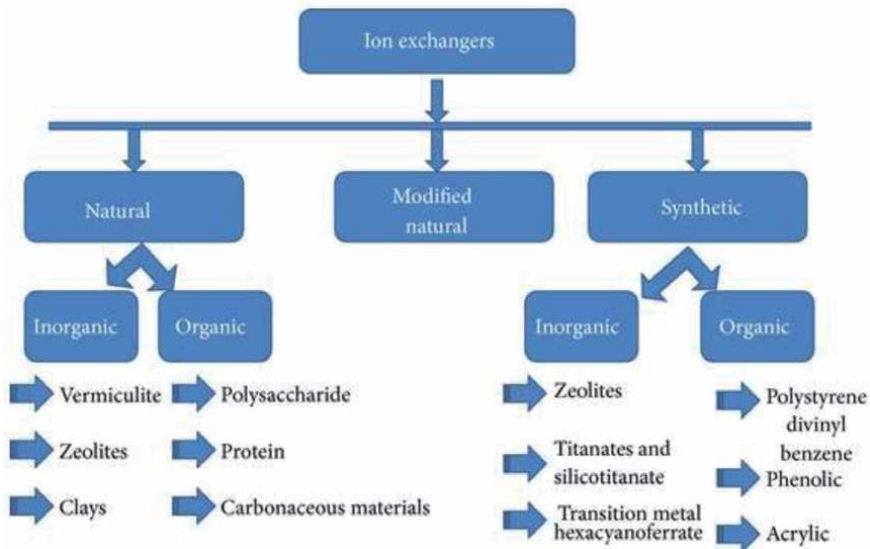 Ion exchangers
Natural
Modified
natural
Synthetic
Inorganic
Organic
Inorganic
Organic
Vermiculite
Zeolites
Clays
Polysaccharide
Protein
Carbonaceous materials
Zeolites
Titanates and
silicotitanate
Transition metal
hexacyanoferrate
Polystyrene
divinyl
benzene
Phenolic
Acrylic